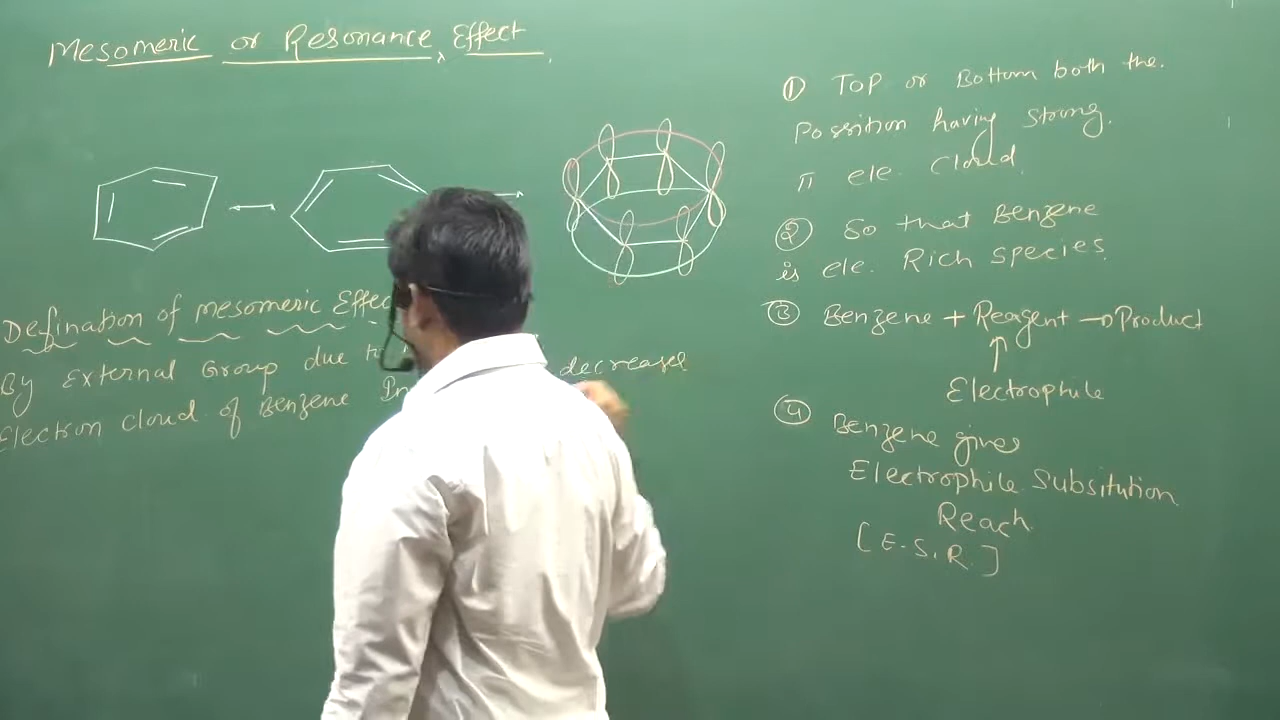 Mesomeric or Resonance Effect
Defination of mesomeric Effec
By External Group due to
decreases
Electron cloud of Benzene
① Top or Bottom both the.
Possition having strong.
π ele. cloud.
② So that Benzene
is ele. Rich species.
③ Benzene + Reagent → Product
↑
Electrophile
④ Benzene gives
Electrophile Subsitution
Reach.
[E.S.R.]